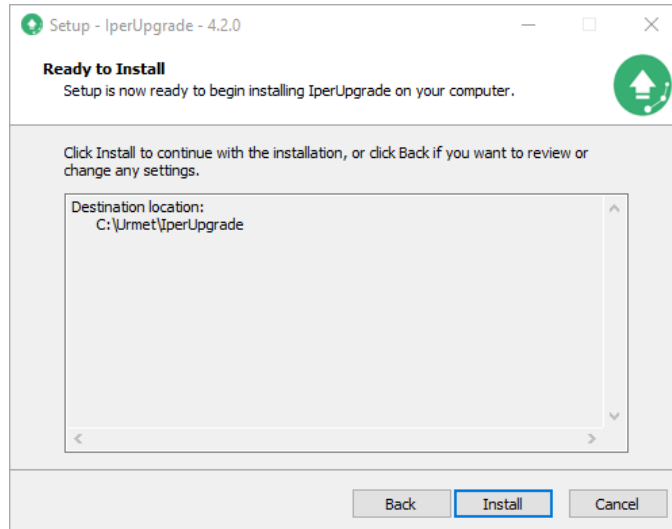 Setup - IperUpgrade - 4.2.0
Ready to Install
Setup is now ready to begin installing IperUpgrade on your computer.
Click Install to continue with the installation, or click Back if you want to review or
change any settings.
Destination location:
C:\Urmet\IperUpgrade
Back Install Cancel